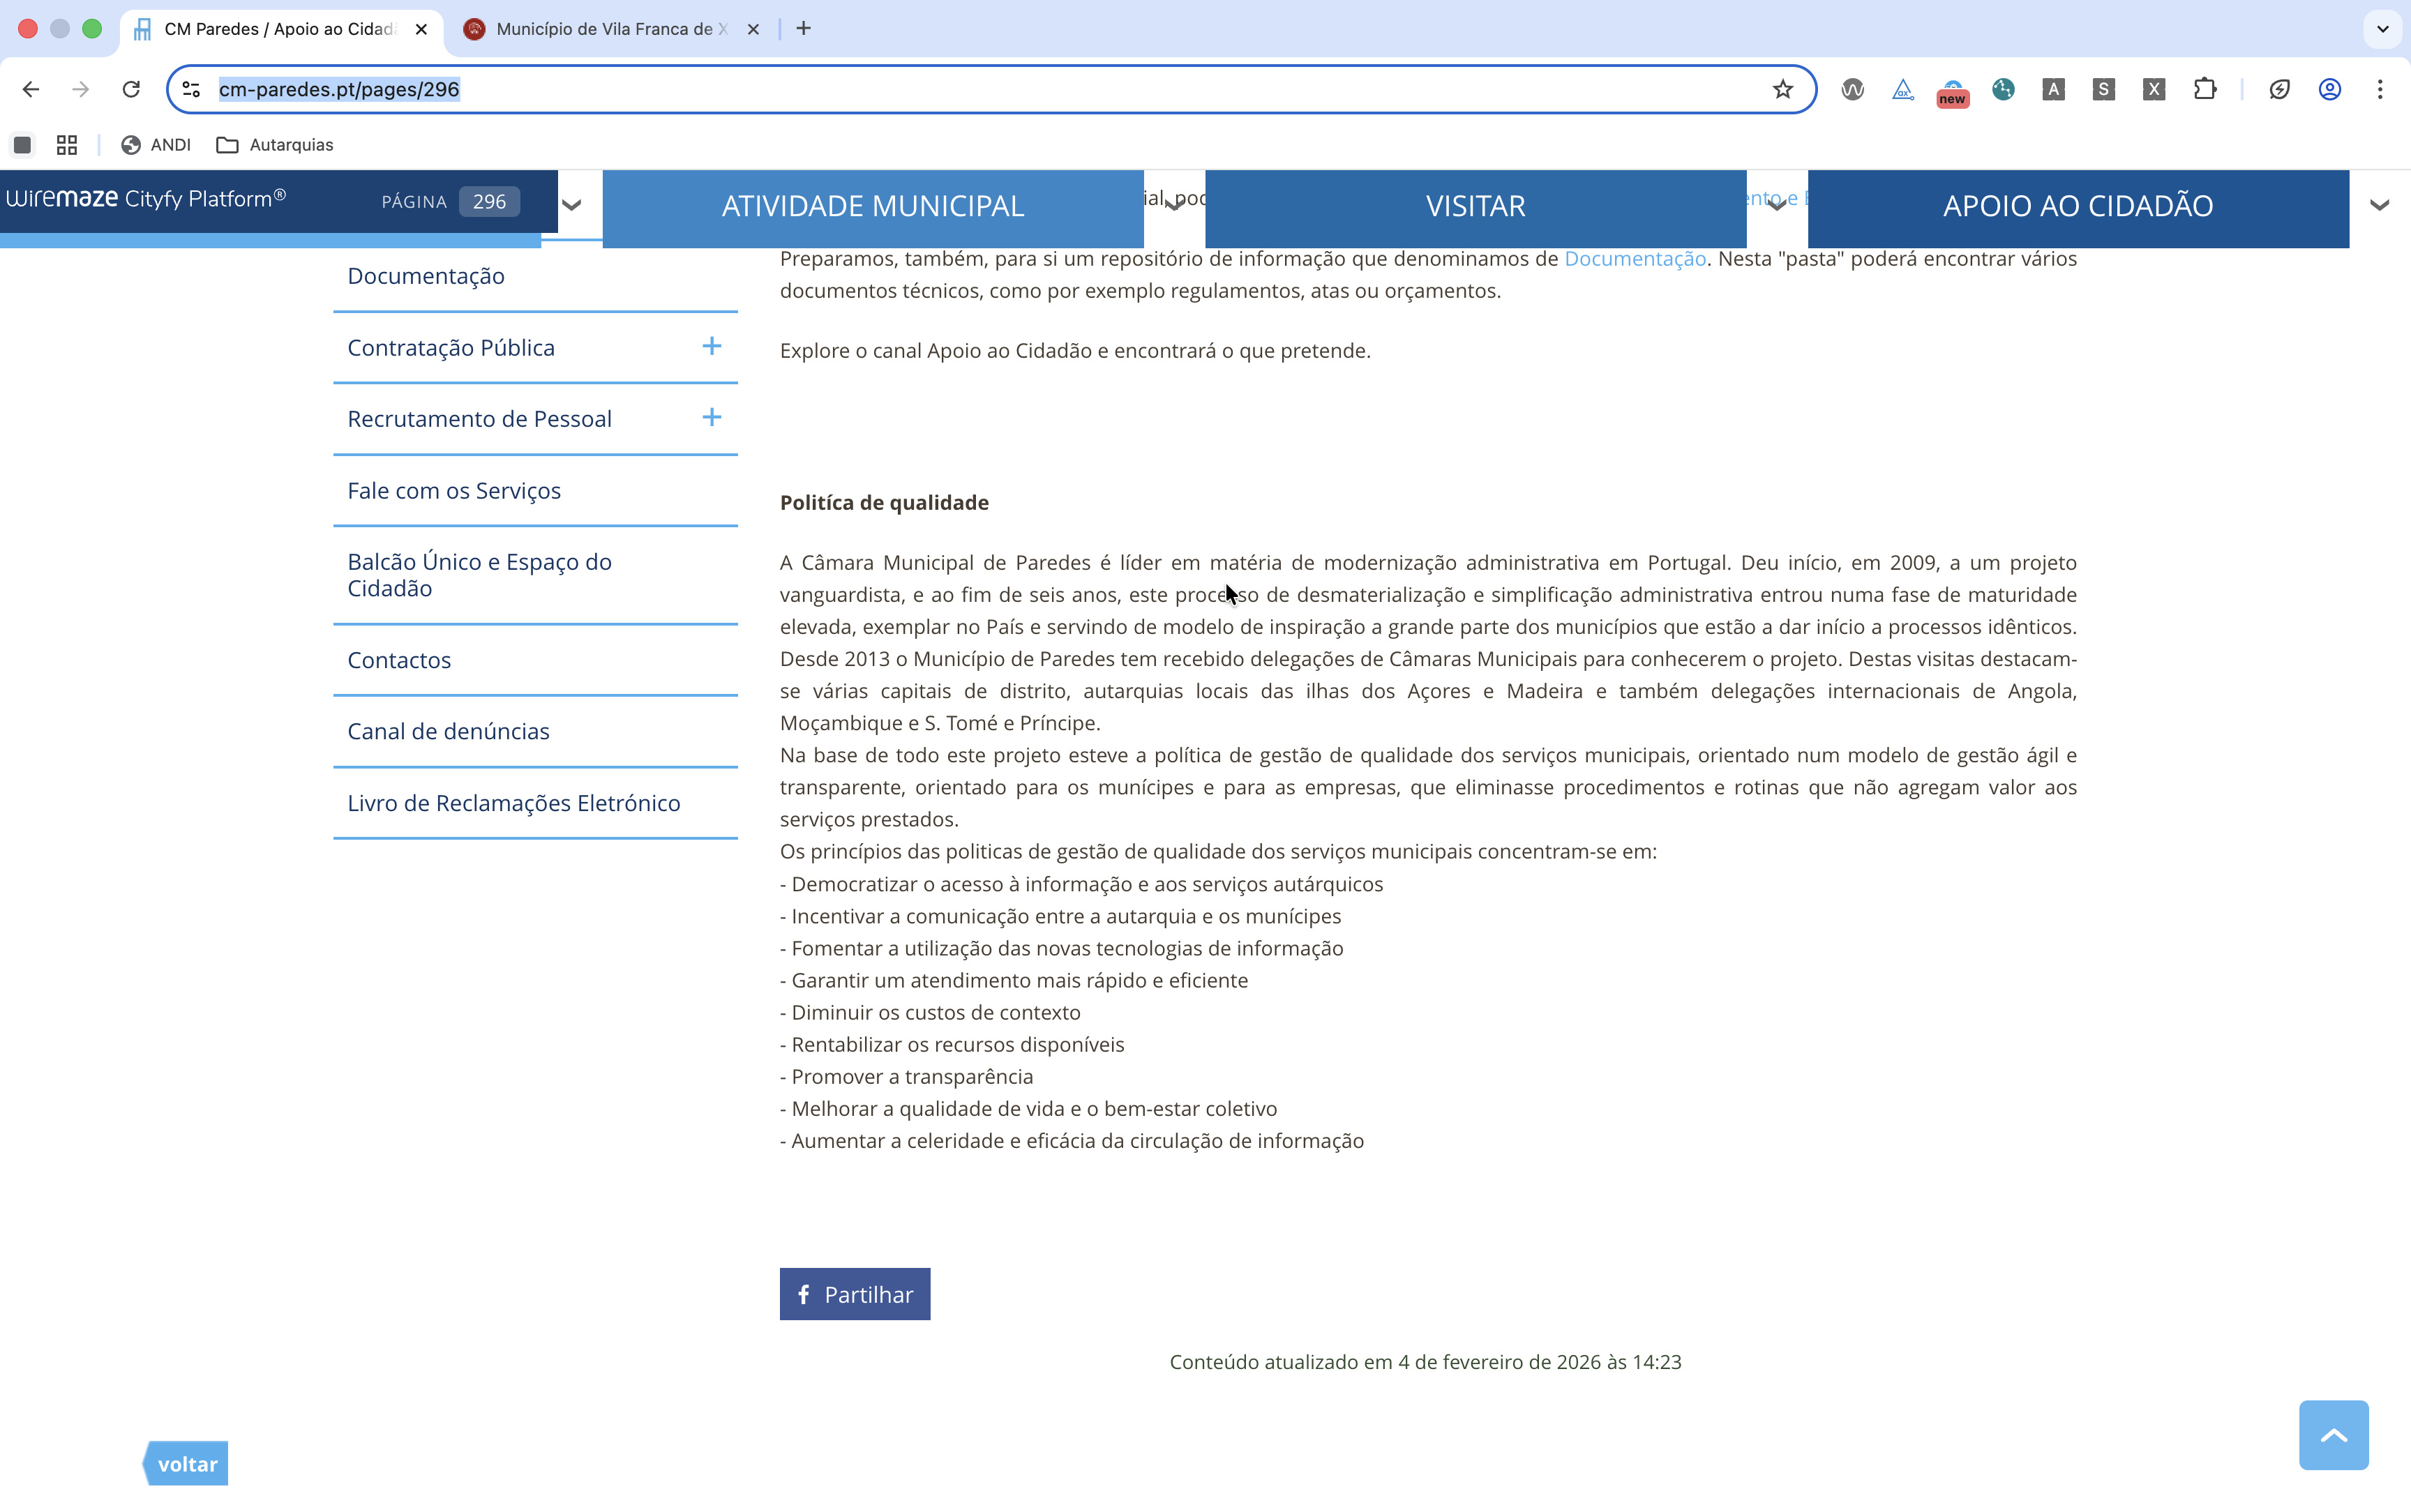 CM Paredes / Apoio ao Cidad
Município de Vila Franca de X
cm-paredes.pt/pages/296
new
A
S
X
ANDI
Autarquias
wiremaze Cityfy Platform®
PÁGINA 296
ATIVIDADE MUNICIPAL
VISITAR
APOIO AO CIDADÃO
Documentação
Contratação Pública
Recrutamento de Pessoal
Fale com os Serviços
Balcão Único e Espaço do
Cidadão
Contactos
Canal de denúncias
Livro de Reclamações Eletrónico
Preparamos, também, para si um repositório de informação que denominamos de Documentação. Nesta "pasta" poderá encontrar vários
documentos técnicos, como por exemplo regulamentos, atas ou orçamentos.
Explore o canal Apoio ao Cidadão e encontrará o que pretende.
Politíca de qualidade
A Câmara Municipal de Paredes é líder em matéria de modernização administrativa em Portugal. Deu início, em 2009, a um projeto
vanguardista, e ao fim de seis anos, este processo de desmaterialização e simplificação administrativa entrou numa fase de maturidade
elevada, exemplar no País e servindo de modelo de inspiração a grande parte dos municípios que estão a dar início a processos idênticos.
Desde 2013 o Município de Paredes tem recebido delegações de Câmaras Municipais para conhecerem o projeto. Destas visitas destacam-
se várias capitais de distrito, autarquias locais das ilhas dos Açores e Madeira e também delegações internacionais de Angola,
Moçambique e S. Tomé e Príncipe.
Na base de todo este projeto esteve a política de gestão de qualidade dos serviços municipais, orientado num modelo de gestão ágil e
transparente, orientado para os munícipes e para as empresas, que eliminasse procedimentos e rotinas que não agregam valor aos
serviços prestados.
Os princípios das politicas de gestão de qualidade dos serviços municipais concentram-se em:
- Democratizar o acesso à informação e aos serviços autárquicos
- Incentivar a comunicação entre a autarquia e os munícipes
- Fomentar a utilização das novas tecnologias de informação
- Garantir um atendimento mais rápido e eficiente
- Diminuir os custos de contexto
- Rentabilizar os recursos disponíveis
- Promover a transparência
- Melhorar a qualidade de vida e o bem-estar coletivo
- Aumentar a celeridade e eficácia da circulação de informação
Partilhar
Conteúdo atualizado em 4 de fevereiro de 2026 às 14:23
voltar